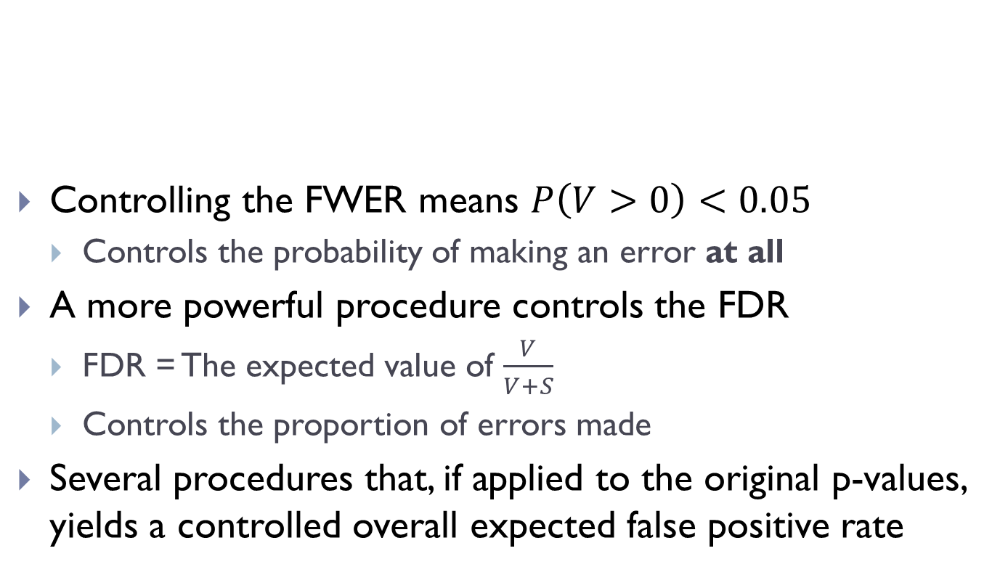 Controlling the FWER means P(V > 0) < 0.05
Controls the probability of making an error at all
A more powerful procedure controls the FDR
FDR = The expected value of V/(V+S)
Controls the proportion of errors made
Several procedures that, if applied to the original p-values,
yields a controlled overall expected false positive rate